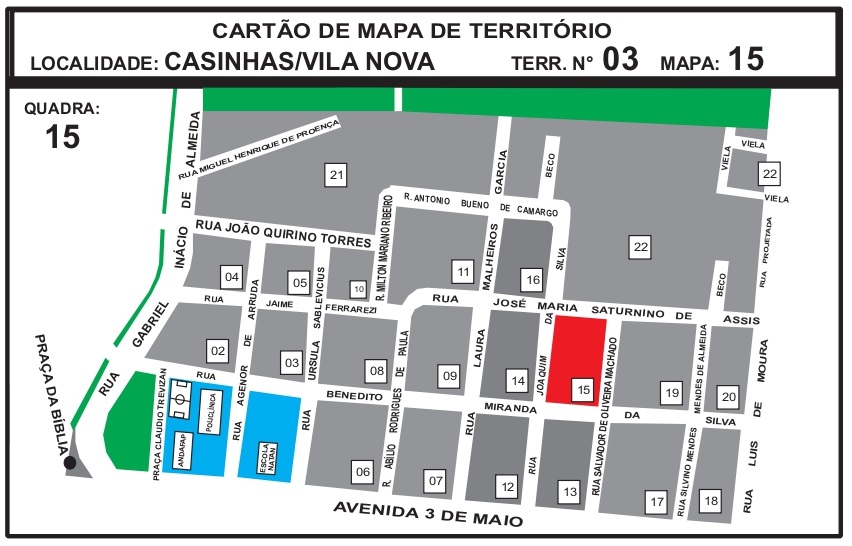 CARTÃO DE MAPA DE TERRITÓRIO
LOCALIDADE: CASINHAS/VILA NOVA TERR. N° 03 MAPA: 15
QUADRA:
15
RUA GABRIEL INÁCIO DE ALMEIDA
RUA MIGUEL HENRIQUE DE PROENÇA
21
GARCIA
BECO
VIELA
VIELA
22
VIELA
R. ANTONIO BUENO DE CAMARGO
RUA JOÃO QUIRINO TORRES
R. MILTON MARIANO RIBEIRO
MALHEIROS
SILVA
22
RUA PROJETADA
04
05
10
11
16
BECO
RUA JAIME FERRAREZI
RUA JOSÉ MARIA SATURNINO DE ASSIS
SABLEVICIUS
AGENOR DE ARRUDA
02
03
URSULA
08
R. ABÍLIO RODRIGUES DE PAULA
09
LAURA
14
JOAQUIM DA
15
RUA SALVADOR DE OLIVEIRA MACHADO
19
MENDES DE ALMEIDA
20
RUA LUIS DE MOURA
PRAÇA DA BÍBLIA
PRAÇA CLAUDIO TREVIZAN
RUA BENEDITO MIRANDA DA SILVA
POLICLÍNICA
ANDAPAP
RUA
ESCOLA
NATAN
RUA
06
07
RUA
12
RUA
13
17
RUA SILVINO MENDES
18
AVENIDA 3 DE MAIO